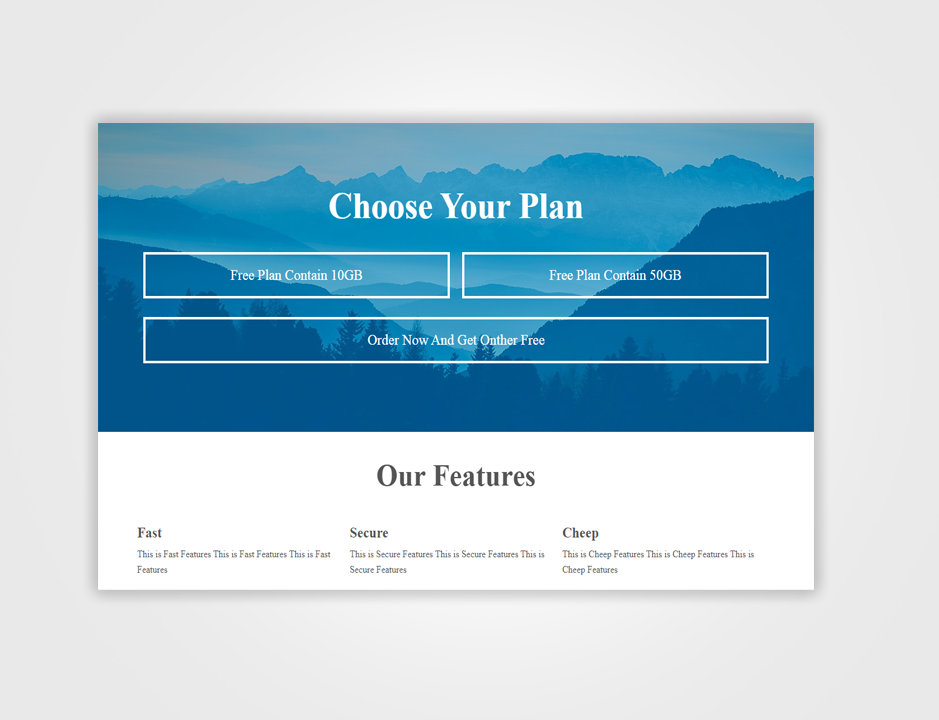 Choose Your Plan
Free Plan Contain 10GB
Free Plan Contain 50GB
Order Now And Get Onther Free
Our Features
Fast
This is Fast Features This is Fast Features This is Fast
Features
Secure
This is Secure Features This is Secure Features This is
Secure Features
Cheep
This is Cheep Features This is Cheep Features This is
Cheep Features